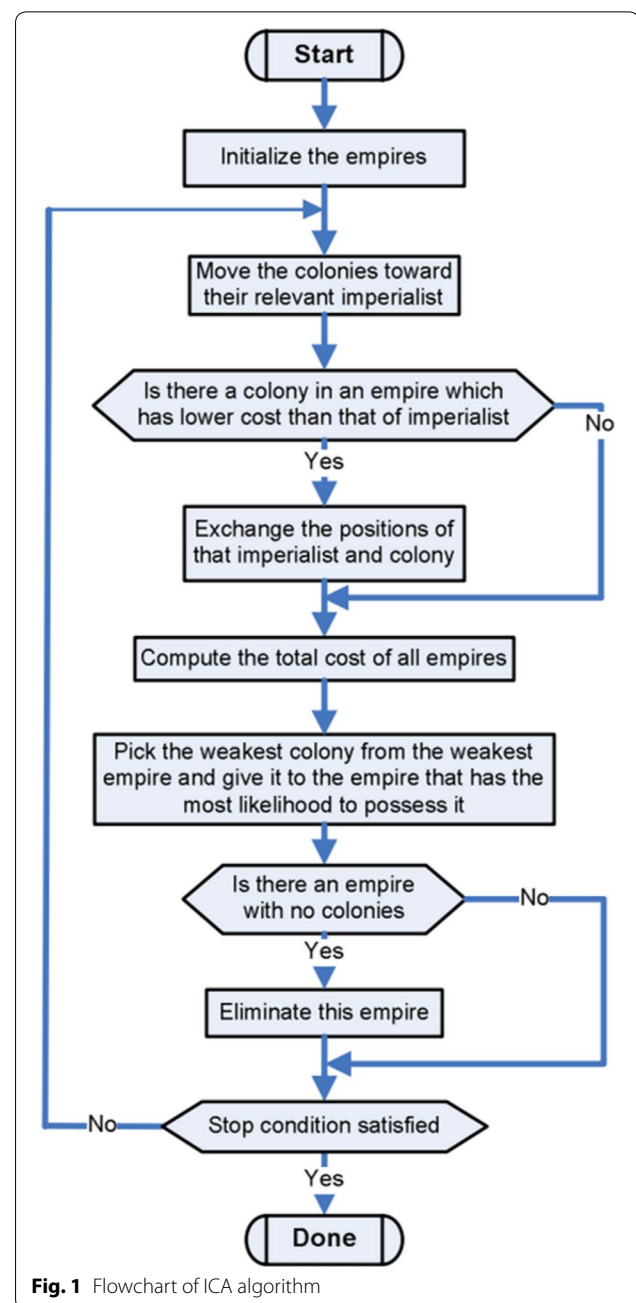 Start
Initialize the empires
Move the colonies toward
their relevant imperialist
Is there a colony in an empire which
has lower cost than that of imperialist
No
Yes
Exchange the positions of
that imperialist and colony
Compute the total cost of all empires
Pick the weakest colony from the weakest
empire and give it to the empire that has the
most likelihood to possess it
Is there an empire
with no colonies
No
Yes
Eliminate this empire
Stop condition satisfied
No
Yes
Done
Fig. 1 Flowchart of ICA algorithm